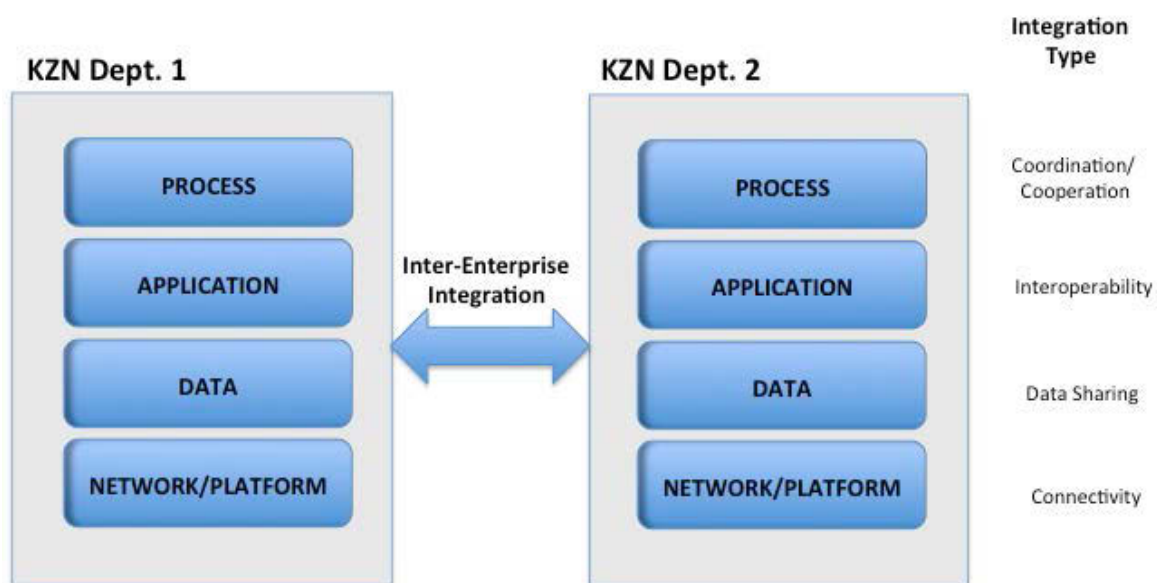 Integration
Type
KZN Dept. 1
KZN Dept. 2
PROCESS
PROCESS
Coordination/
Cooperation
APPLICATION
Inter-Enterprise
Integration
APPLICATION
Interoperability
DATA
DATA
Data Sharing
NETWORK/PLATFORM
NETWORK/PLATFORM
Connectivity